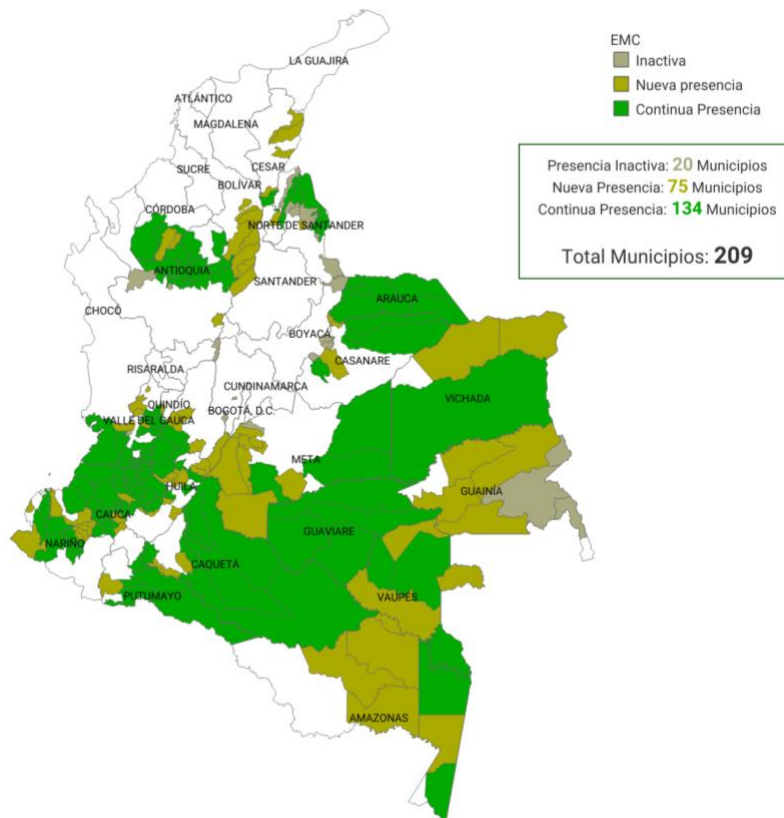 EMC
Inactiva
Nueva presencia
Continua Presencia
Presencia Inactiva: 20 Municipios
Nueva Presencia: 75 Municipios
Continua Presencia: 134 Municipios
Total Municipios: 209
LA GUAJIRA
ATLÁNTICO
MAGDALENA
CESAR
SUCRE
BOLÍVAR
CÓRDOBA
NORTE DE SANTANDER
ANTIOQUIA
SANTANDER
ARAUCA
CHOCÓ
BOYACÁ
CASANARE
RISARALDA
CUNDINAMARCA
VICHADA
QUINDÍO
BOGOTÁ, D.C.
VALLE DEL CAUCA
META
HUILA
GUAINÍA
CAUCA
GUAVIARE
NARIÑO
CAQUETÁ
PUTUMAYO
VAUPÉS
AMAZONAS